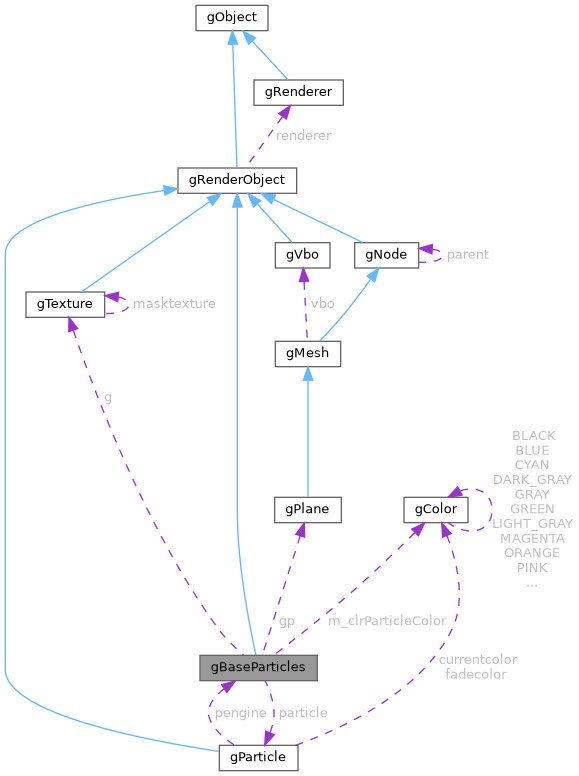 gObject
gRenderer
renderer
gRenderObject
gVbo
gNode
parent
gTexture
masktexture
vbo
gMesh
g
BLACK
BLUE
CYAN
DARK_GRAY
GRAY
GREEN
LIGHT_GRAY
MAGENTA
ORANGE
PINK
...
gPlane
gColor
gp
m_clrParticleColor
gBaseParticles
currentcolor
fadecolor
pengine
particle
gParticle